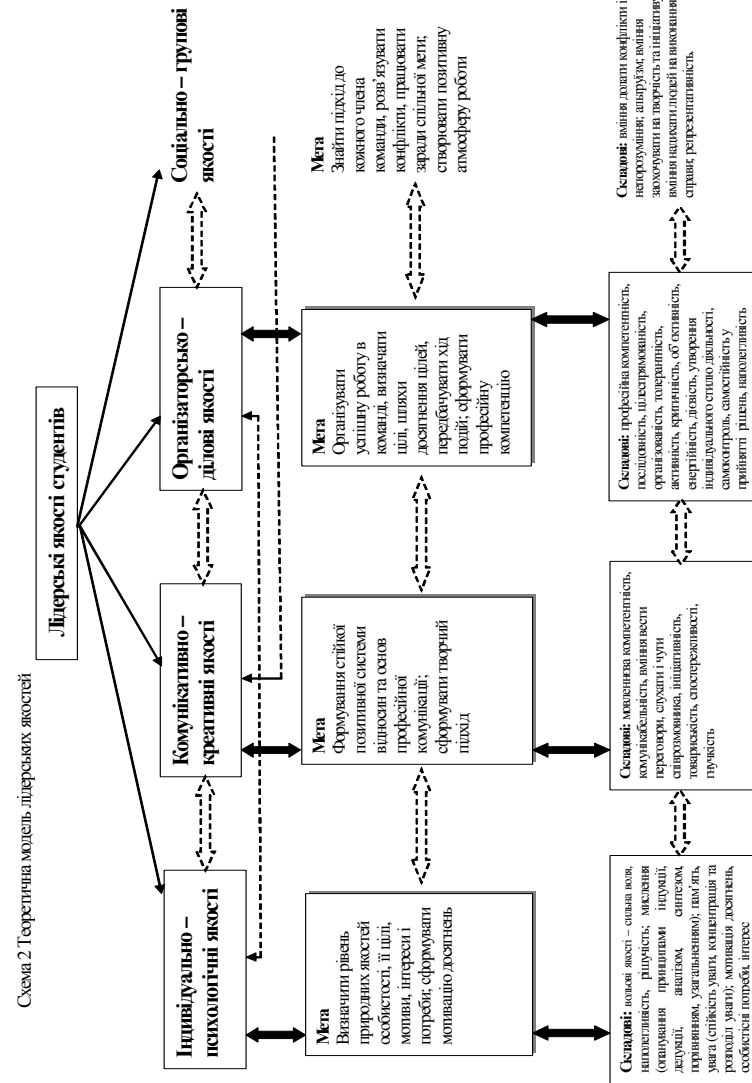 Схема 2 Теоретична модель лідерських якостей
Лідерські якості студентів
Індивідуально –
психологічні якості
Комунікативно –
креативні якості
Організаторсько –
ділові якості
Соціально – групові
якості
Мета
Визначити рівень
природних якостей
особистості, її цілі,
мотиви, інтереси і
потреби; сформувати
мотивацію досягнень
Мета
Формування стійкої
позитивної системи
відносин та основ
професійної
комунікації;
сформувати творчий
підхід
Мета
Організувати
успішну роботу в
команді, визначати
цілі, шляхи
досягнення цілей,
передбачувати хід
подій; сформувати
професійну
компетенцію
Мета
Знайти підхід до
кожного члена
команди, розв’язувати
конфлікти, працювати
заради спільної мети;
створювати позитивну
атмосферу роботи
Складові: вольові якості – сильна воля,
наполегливість, рішучість; мислення
(опанування принципами індукції,
дедукції, аналізом, синтезом,
порівнянням, узагальненням); пам’ять,
увага (стійкість уваги, концентрація та
розподіл уваги); мотивація досягнень,
особистісні потреби, інтерес
Складові: мовленнєва компетентність,
комунікабельність, вміння вести
переговори, слухати і чути
співрозмовника, ініціативність,
товариськість, спостережливості,
гнучкість
Складові: професійна компетентність,
послідовність, цілеспрямованість,
організованість, толерантність,
активність, критичність, об’єктивність,
енергійність, дієвість, утворення
індивідуального стилю діяльності,
самоконтроль, самостійність у
прийнятті рішень, наполегливість
Складові: вміння долати конфлікти і
непорозуміння; альтруїзм; вміння
заохочувати на творчість та ініціативу,
вміння надихати людей на виконання
справи; репрезентативність.